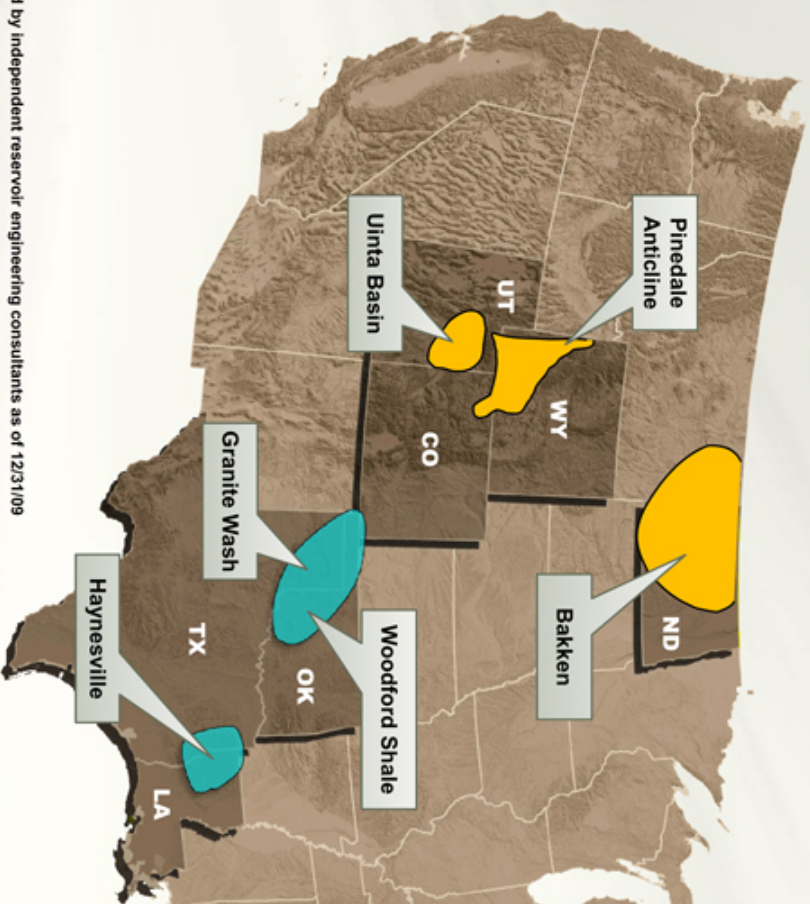 Pinedale
Anticline
Bakken
ND
WY
UT
Uinta Basin
CO
Woodford Shale
Granite Wash
OK
TX
Haynesville
LA
by independent reservoir engineering consultants as of 12/31/09